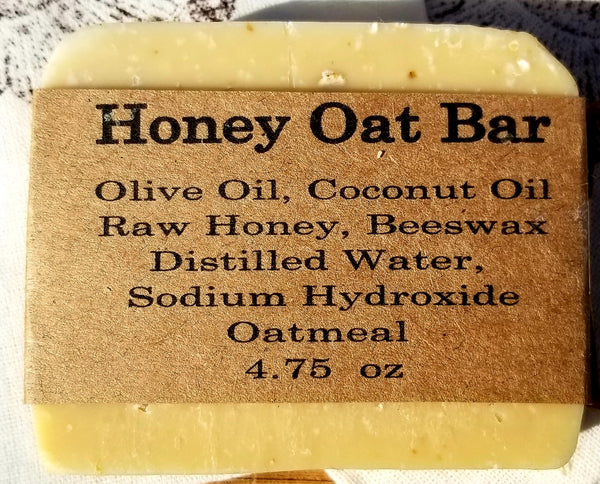 Honey Oat Bar
Olive Oil, Coconut Oil
Raw Honey, Beeswax
Distilled Water,
Sodium Hydroxide
Oatmeal
4.75 oz